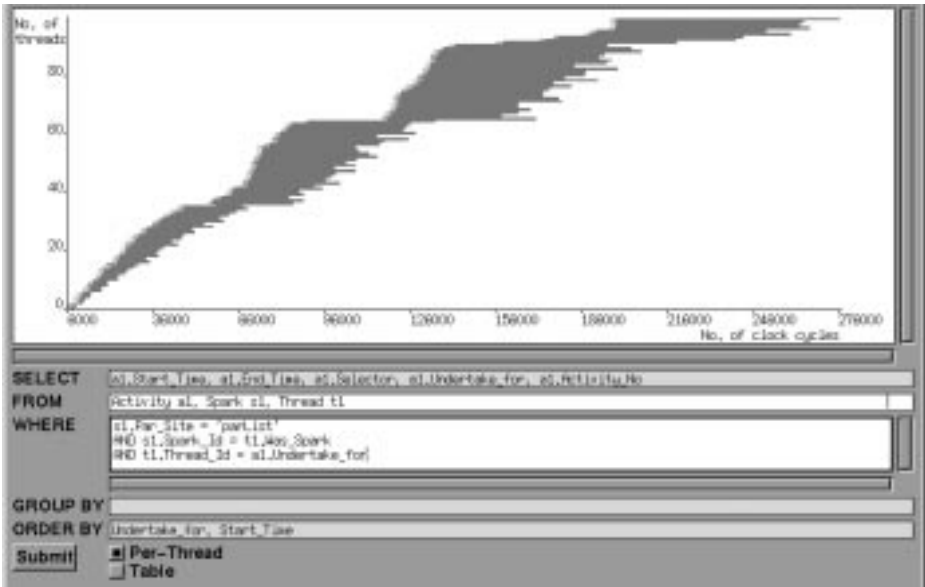 No. of
threads
80.
60.
40.
20.
0.
6000 36000 66000 96000 126000 156000 186000 216000 246000 276000
No. of clock cycles
SELECT a1.Start_Time, a1.End_Time, a1.Selector, a1.Undertake_for, a1.Activity_No
FROM Activity a1, Spark s1, Thread t1
WHERE s1.Par_Site = 'parList'
AND s1.Spark_Id = t1.Was_Spark
AND t1.Thread_Id = a1.Undertake_for
GROUP BY
ORDER BY Undertake_for, Start_Time
Submit Per-Thread
Table